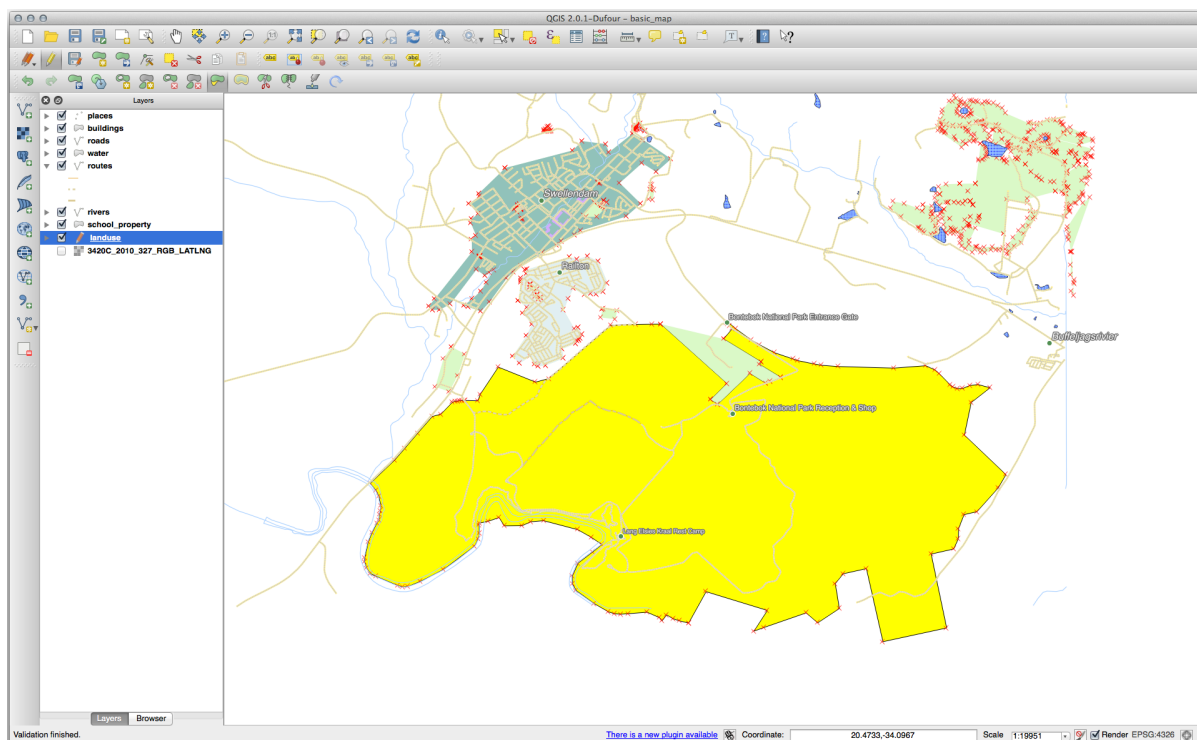 QGIS 2.0.1-Dufour – basic_map
Layers
places
buildings
roads
water
routes
rivers
school_property
landuse
3420C_2010_327_RGB_LATLNG
Swellendam
Railton
Bontebok National Park Entrance Gate
Buffeljagsrivier
Bontebok National Park Reception & Shop
Lang Elsies Kraal Rest Camp
Layers
Browser
Validation finished.
There is a new plugin available
Coordinate:
20.4733,-34.0967
Scale
1:19951
Render
EPSG:4326